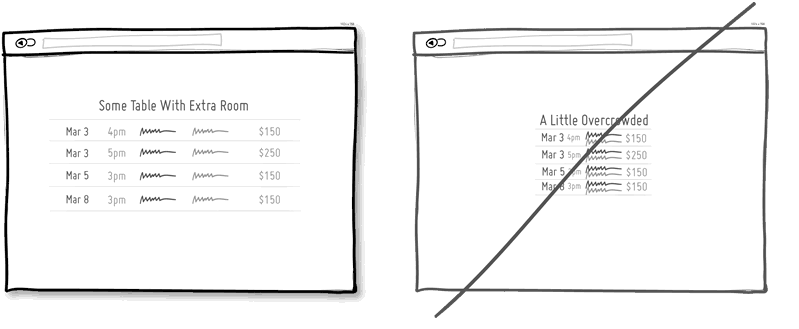 Some Table With Extra Room
Mar 3 4pm $150
Mar 3 5pm $250
Mar 5 3pm $150
Mar 8 3pm $150
A Little Overcrowded
Mar 3 4pm $150
Mar 3 5pm $250
Mar 5 3pm $150
Mar 8 3pm $150